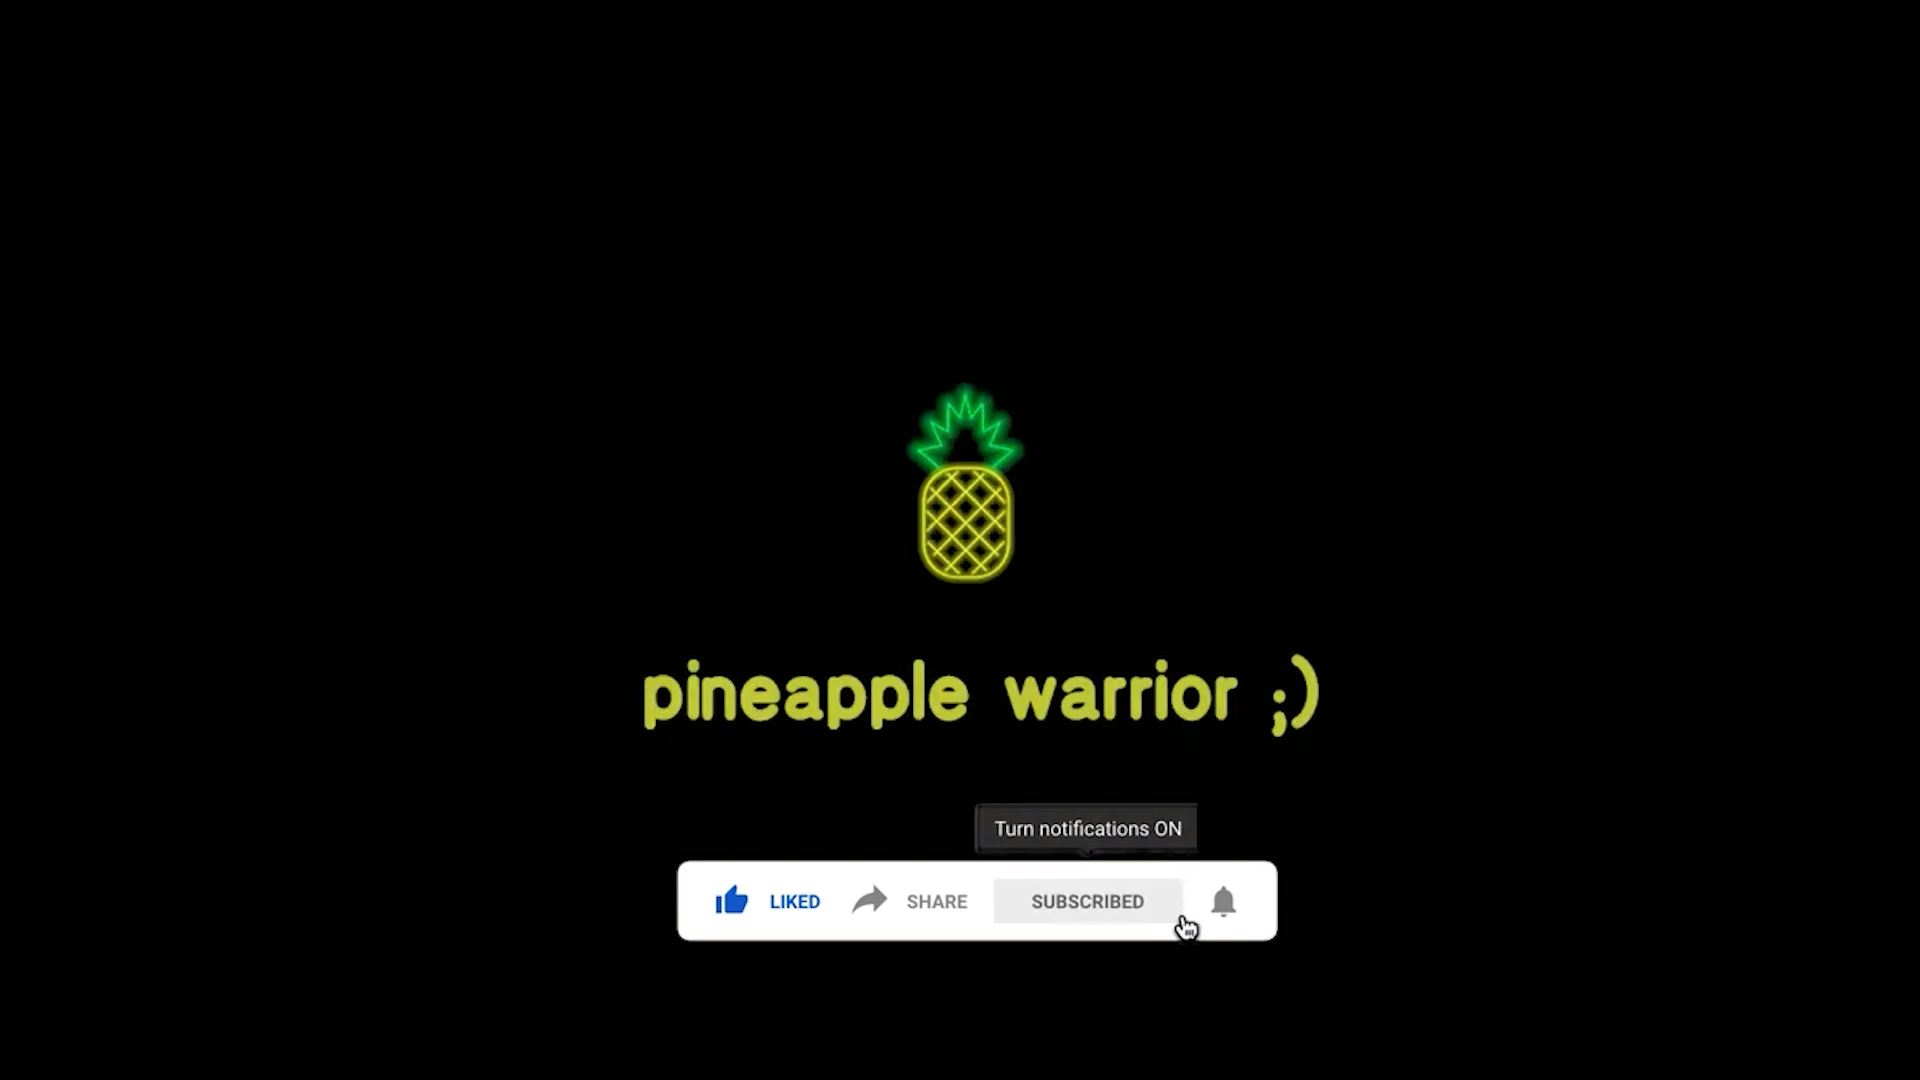 pineapple warrior ;)
Turn notifications ON
LIKED SHARE SUBSCRIBED